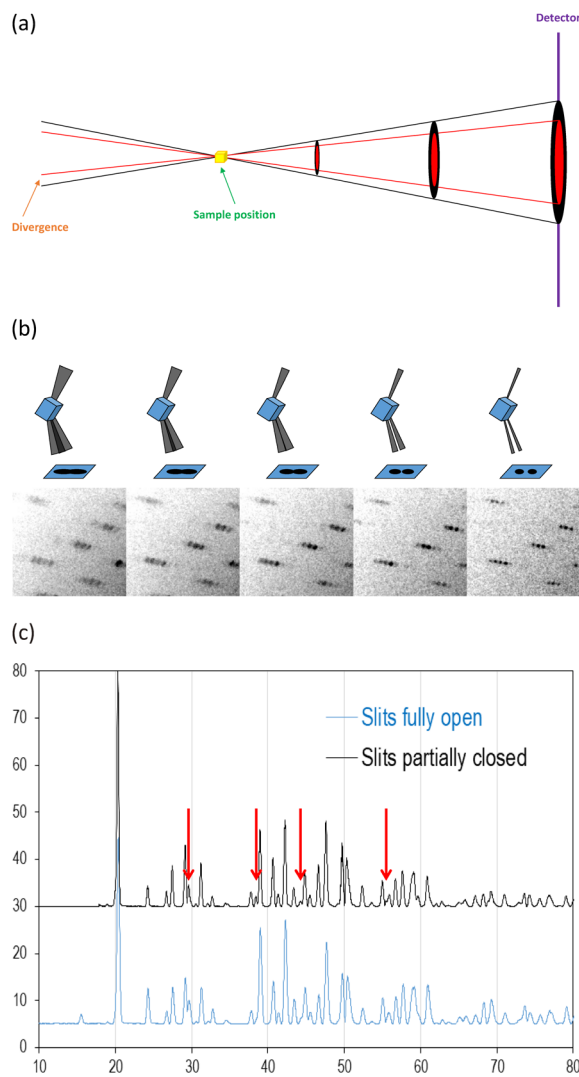 (a)
Detector
Divergence
Sample position
(b)
(c)
80
70
60
50
40
30
20
10
0
Slits fully open
Slits partially closed
10
20
30
40
50
60
70
80